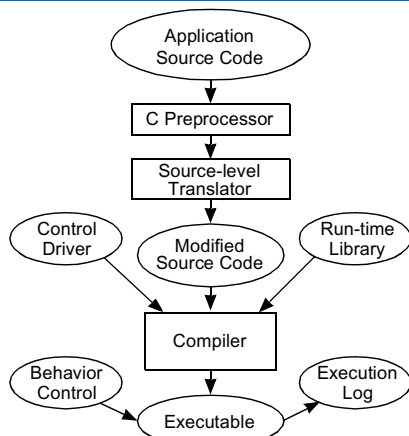 Application
Source Code
C Preprocessor
Source-level
Translator
Control
Driver
Modified
Source Code
Run-time
Library
Compiler
Behavior
Control
Executable
Execution
Log